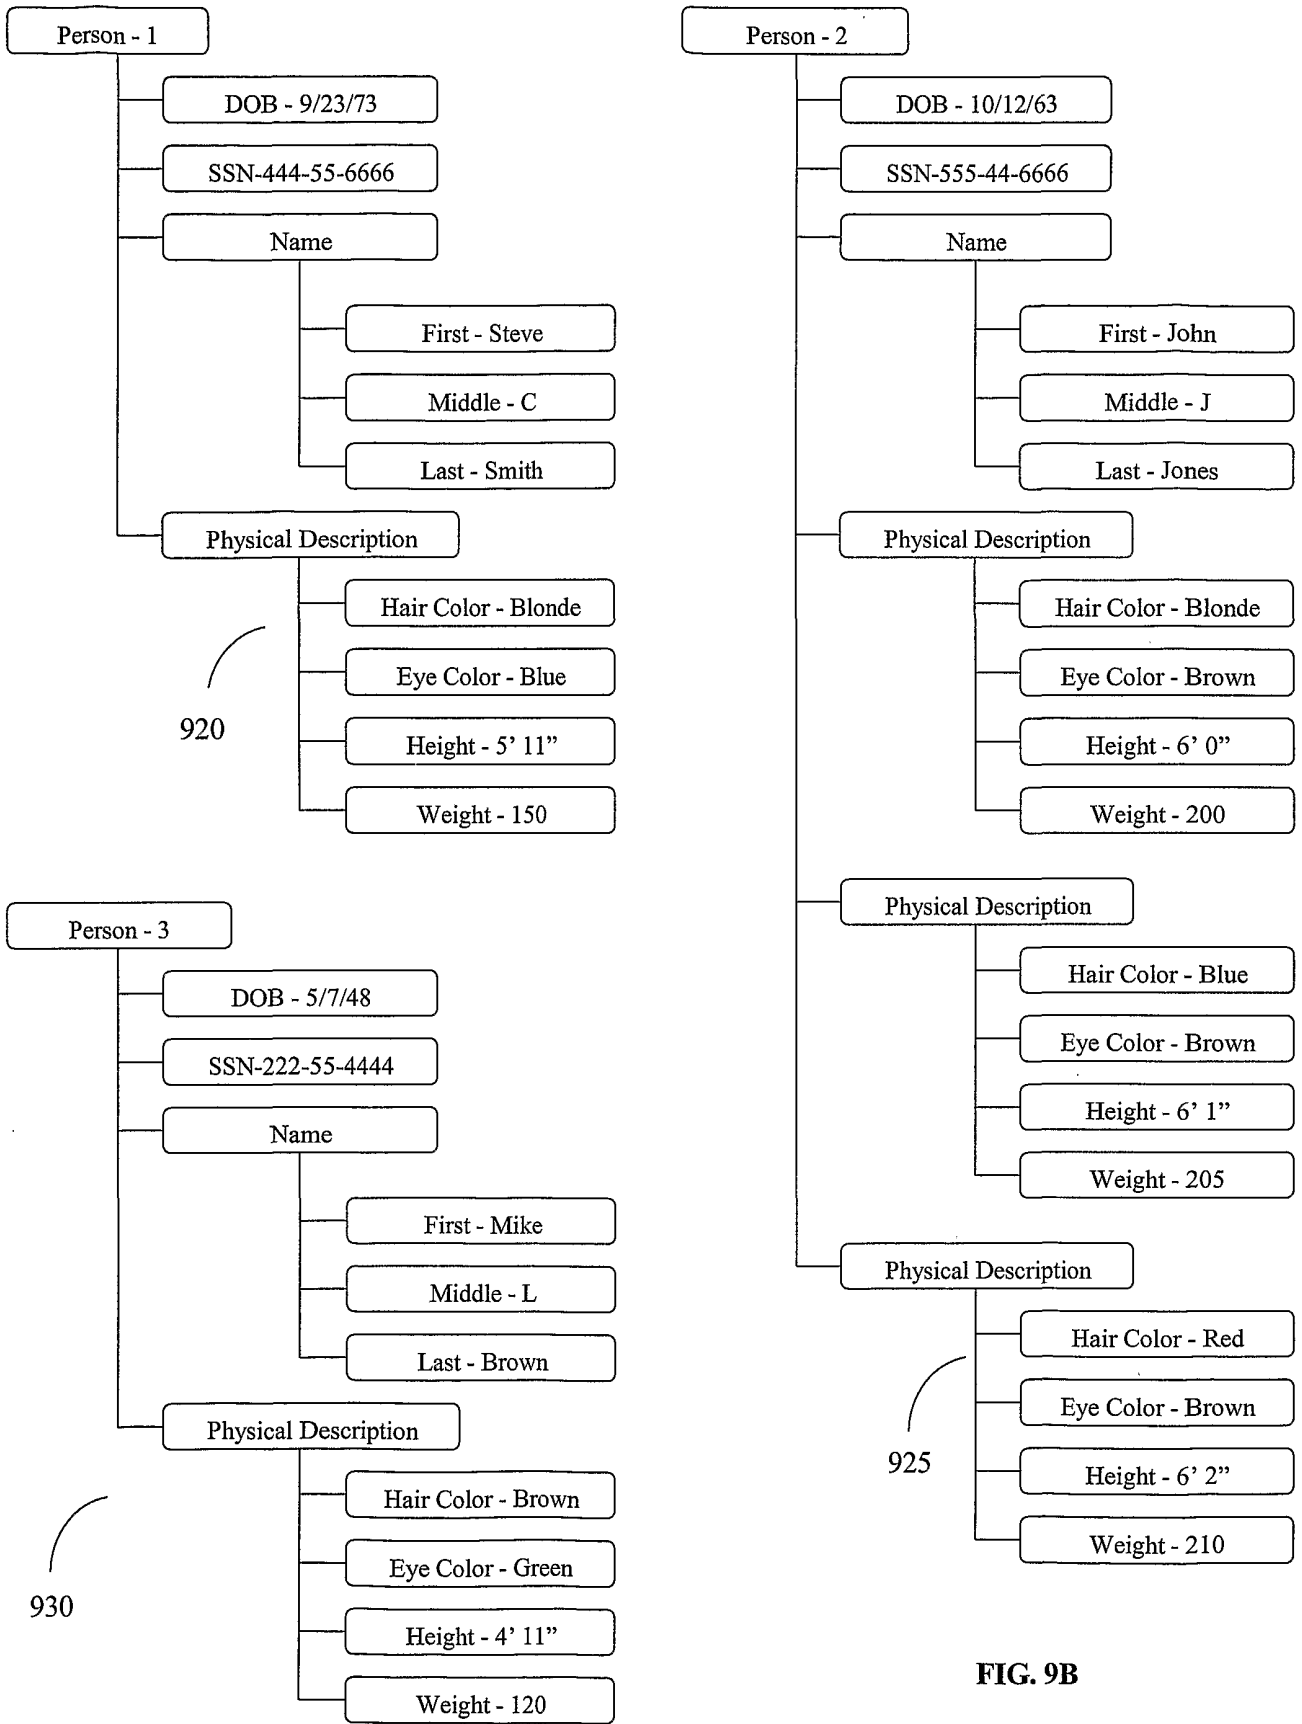 Person - 1
DOB - 9/23/73
SSN-444-55-6666
Name
First - Steve
Middle - C
Last - Smith
Physical Description
Hair Color - Blonde
Eye Color - Blue
Height - 5’ 11”
Weight - 150
920
Person - 3
DOB - 5/7/48
SSN-222-55-4444
Name
First - Mike
Middle - L
Last - Brown
Physical Description
Hair Color - Brown
Eye Color - Green
Height - 4’ 11”
Weight - 120
930
Person - 2
DOB - 10/12/63
SSN-555-44-6666
Name
First - John
Middle - J
Last - Jones
Physical Description
Hair Color - Blonde
Eye Color - Brown
Height - 6’ 0”
Weight - 200
Physical Description
Hair Color - Blue
Eye Color - Brown
Height - 6’ 1”
Weight - 205
Physical Description
Hair Color - Red
Eye Color - Brown
Height - 6’ 2”
Weight - 210
925
FIG. 9B